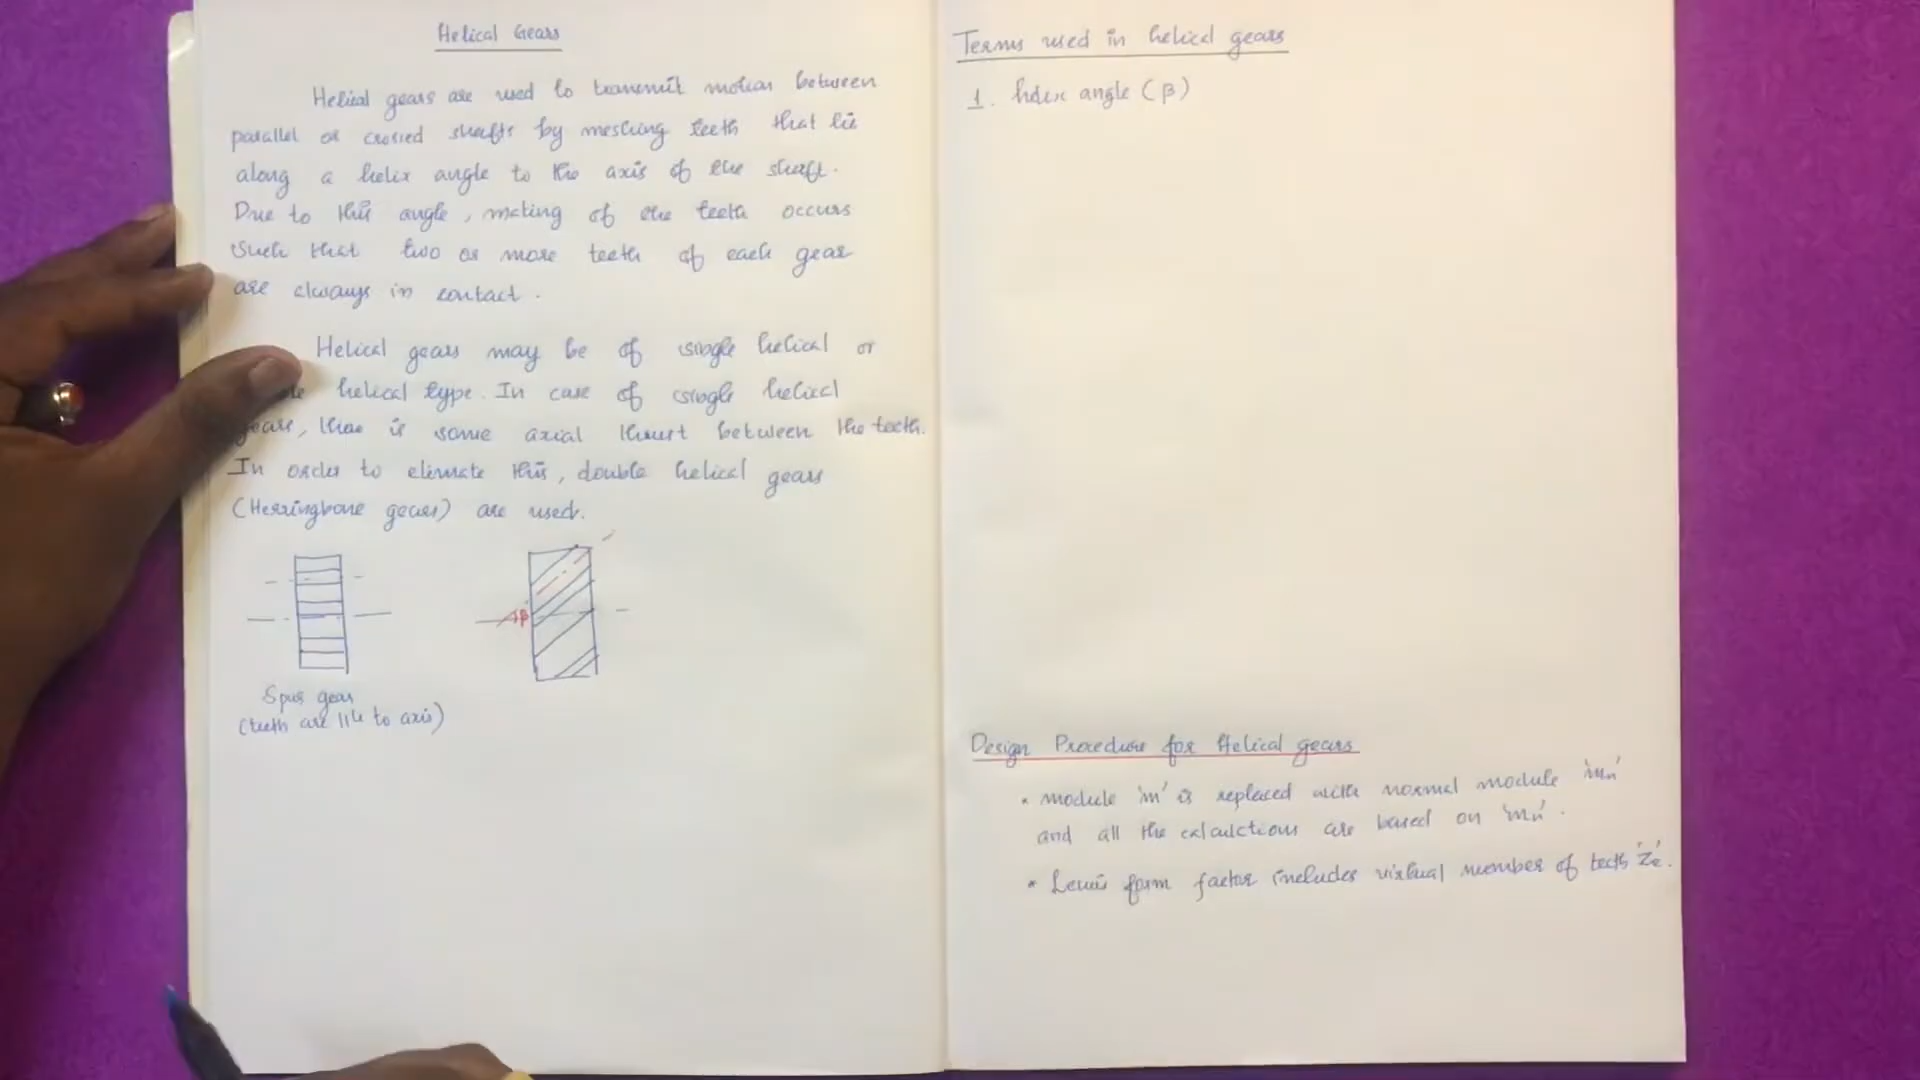 Helical Gears
Helical gears are used to transmit motion between
parallel or crossed shafts by meshing teeth that lie
along a helix angle to the axis of the shaft.
Due to this angle, mating of the teeth occurs
such that two or more teeth of each gear
are always in contact.
Helical gears may be of single helical or
helical type. In case of single helical
gears, there is some axial thrust between the teeth.
In order to elimate this, double helical gears
(Herringbone gears) are used.
β
Spur gear
(teeth are llle to axis)
Terms used in helical gears
1. helix angle (β)
Design Procedure for Helical gears
* module 'm' is replaced with normal module 'mn'
and all the calculctions are based on 'mn'.
* Lewis form factor includes virtual number of teeth 'Ze'.